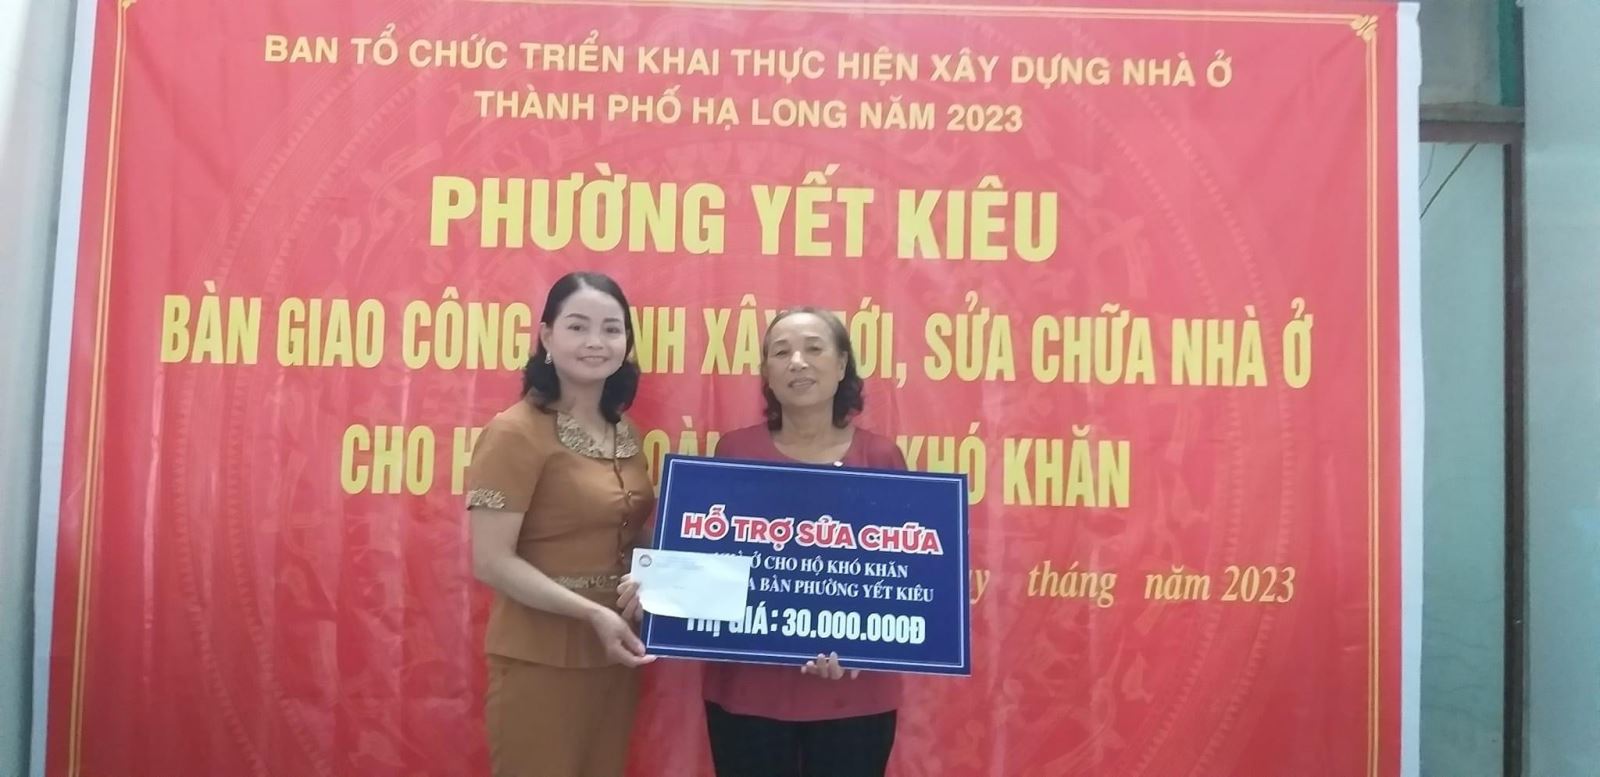 BAN TỔ CHỨC TRIỂN KHAI THỰC HIỆN XÂY DỰNG NHÀ Ở
THÀNH PHỐ HẠ LONG NĂM 2023
PHƯỜNG YẾT KIÊU
BÀN GIAO CÔNG XÂY SỬA CHỮA NHÀ Ở
CHO KHÓ KHĂN
tháng năm 2023
HỖ TRỢ SỬA CHỮA
Ở CHO HỘ KHÓ KHĂN
BÀN PHƯỜNG YẾT KIÊU
TRỊ GIÁ: 30.000.000Đ